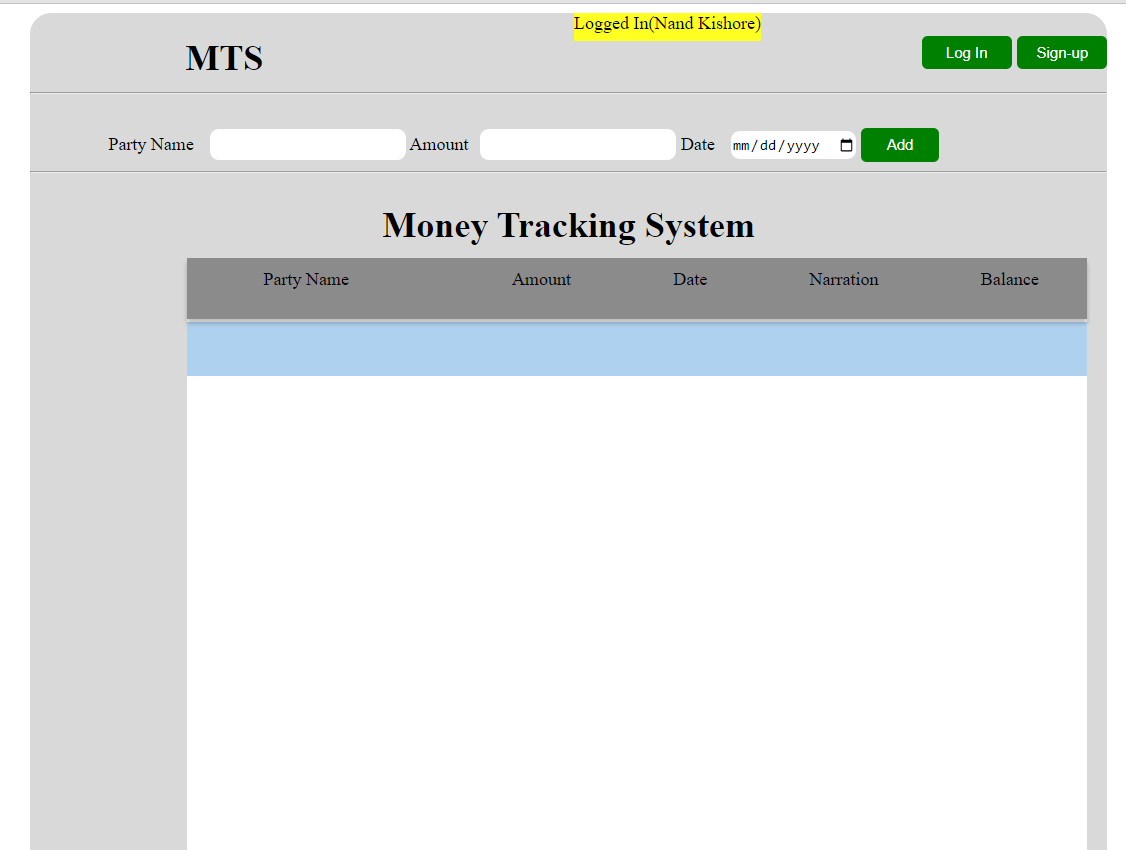 Logged In(Nand Kishore)
MTS
Log In
Sign-up
Party Name Amount Date mm/dd/yyyy Add
Money Tracking System
Party Name Amount Date Narration Balance